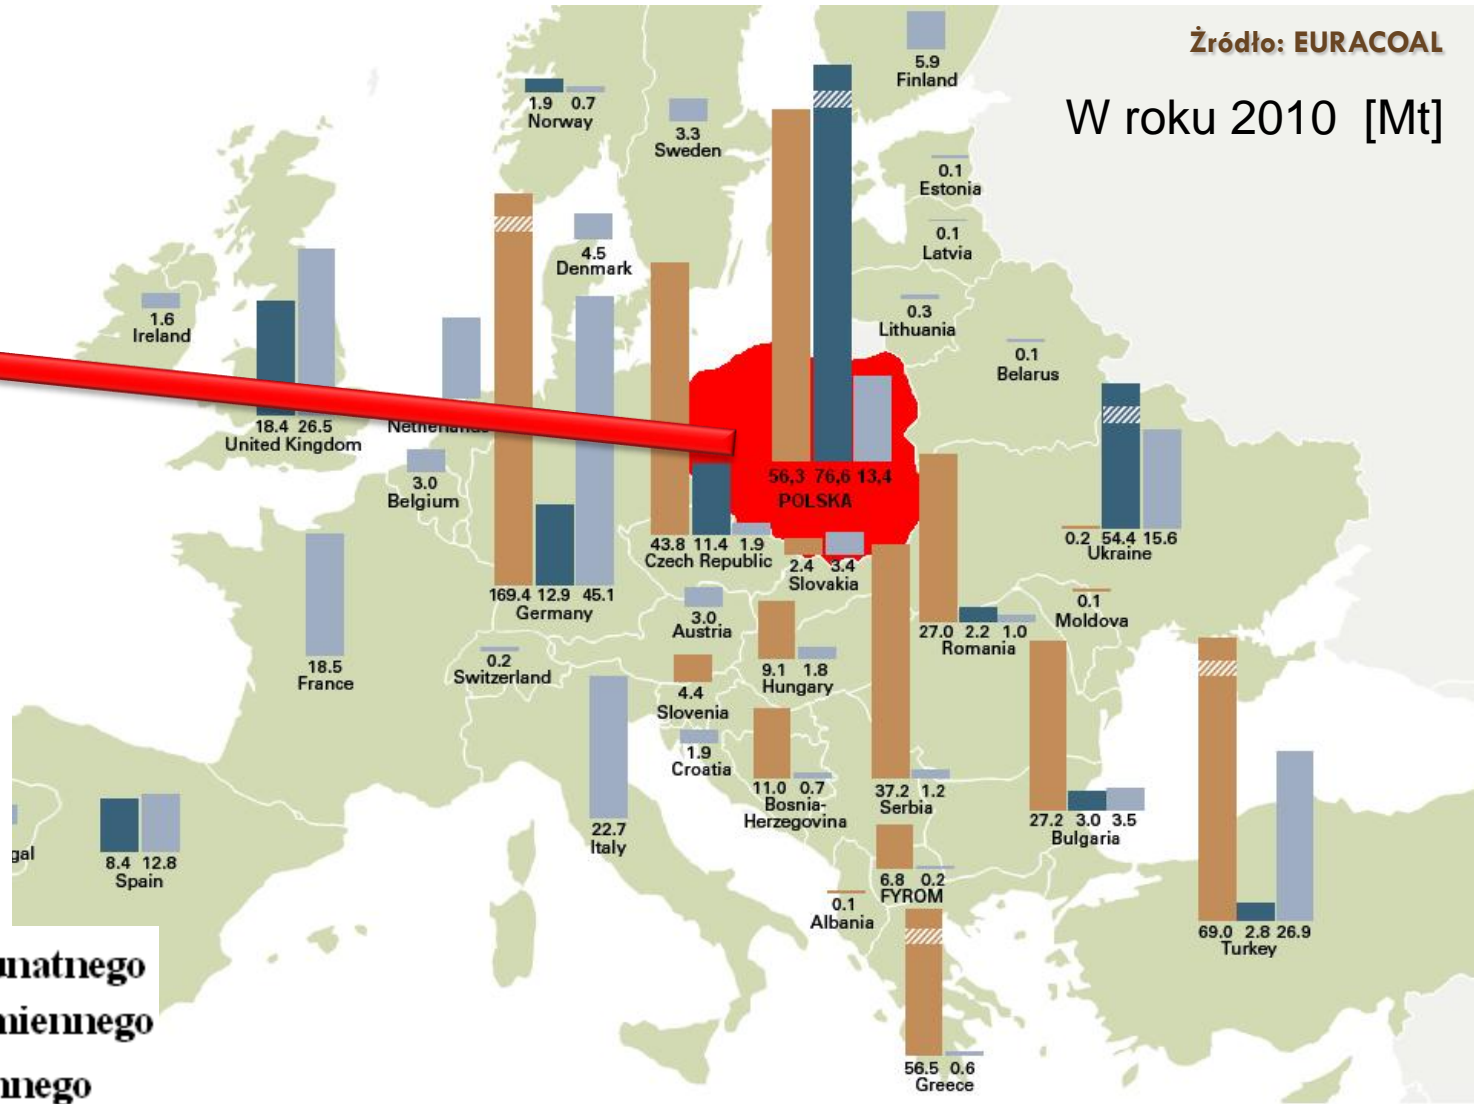 Źródło: EURACOAL
W roku 2010 [Mt]
5.9
Finland
1.9 0.7
Norway
3.3
Sweden
0.1
Estonia
0.1
Latvia
4.5
Denmark
0.3
Lithuania
1.6
Ireland
0.1
Belarus
18.4 26.5
United Kingdom
3.0
Belgium
56,3 76,6 13,4
POLSKA
0.2 54.4 15.6
Ukraine
43.8 11.4 1.9
Czech Republic
2.4 3.4
Slovakia
169.4 12.9 45.1
Germany
3.0
Austria
0.1
Moldova
27.0 2.2 1.0
Romania
18.5
France
0.2
Switzerland
9.1 1.8
Hungary
4.4
Slovenia
1.9
Croatia
11.0 0.7
Bosnia-
Herzegovina
37.2 1.2
Serbia
27.2 3.0 3.5
Bulgaria
22.7
Italy
gal
8.4 12.8
Spain
6.8 0.2
FYROM
0.1
Albania
69.0 2.8 26.9
Turkey
unatnego
miennego
nnego
56.5 0.6
Greece